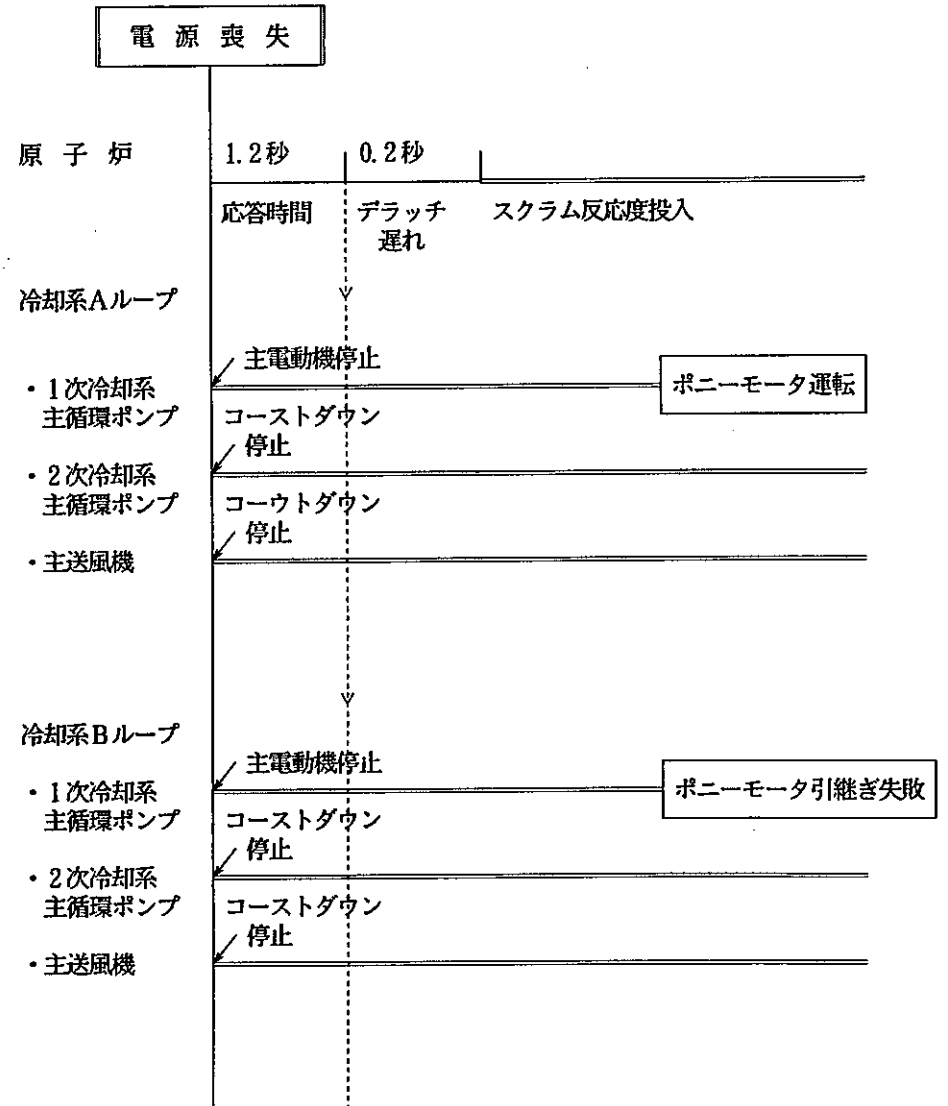 電源喪失
原子炉
1.2秒
0.2秒
応答時間
デラッチ
遅れ
スクラム反応度投入
冷却系Aループ
主電動機停止
・1次冷却系
主循環ポンプ
ポニーモータ運転
コーストダウン
停止
・2次冷却系
主循環ポンプ
コーウトダウン
停止
・主送風機
冷却系Bループ
主電動機停止
・1次冷却系
主循環ポンプ
ポニーモータ引継ぎ失敗
コーストダウン
停止
・2次冷却系
主循環ポンプ
コーストダウン
停止
・主送風機